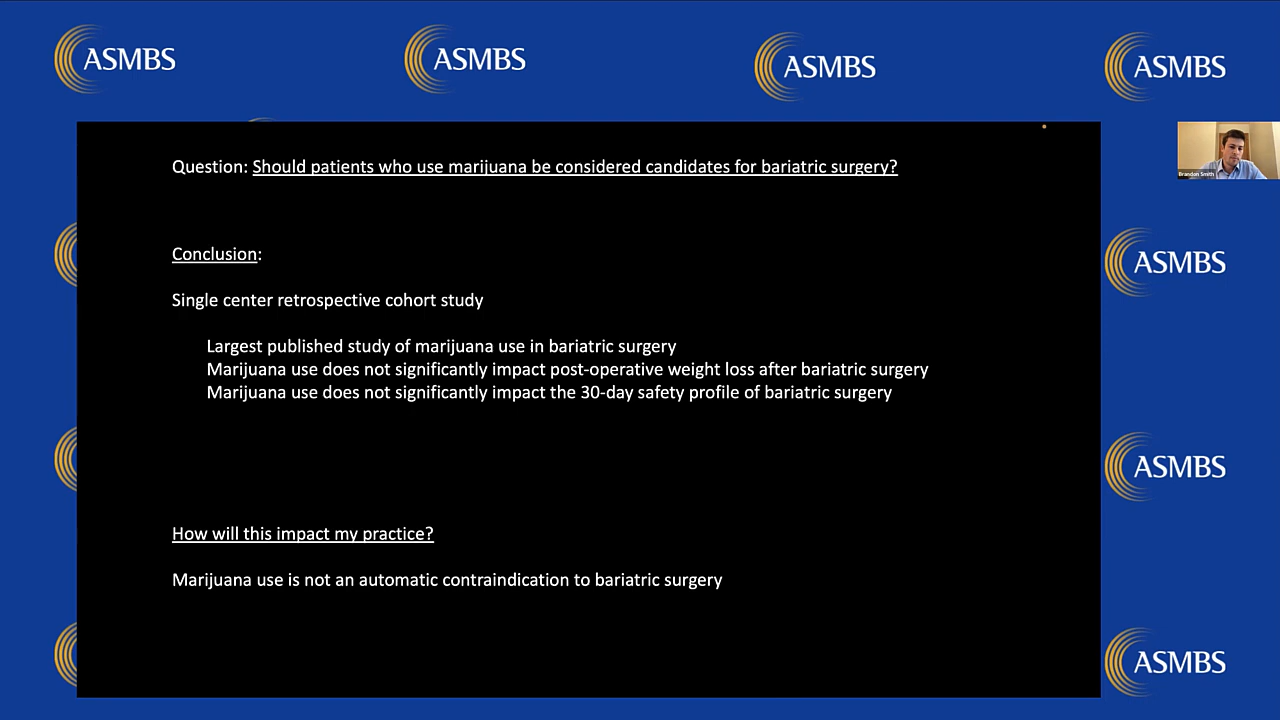 ASMBS
ASMBS
ASMBS
ASMBS
Question: Should patients who use marijuana be considered candidates for bariatric surgery?
Brandon Smith
Conclusion:
ASMBS
Single center retrospective cohort study
Largest published study of marijuana use in bariatric surgery
Marijuana use does not significantly impact post-operative weight loss after bariatric surgery
Marijuana use does not significantly impact the 30-day safety profile of bariatric surgery
ASMBS
How will this impact my practice?
Marijuana use is not an automatic contraindication to bariatric surgery
ASMBS